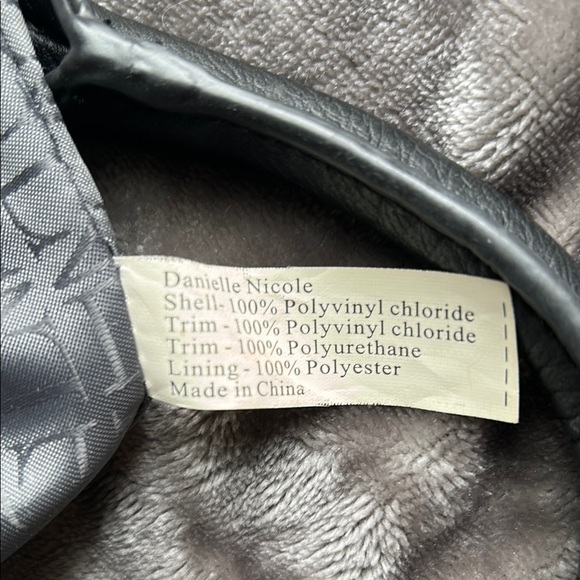 Danielle Nicole
Shell-100% Polyvinyl chloride
Trim - 100% Polyvinyl chloride
Trim - 100% Polyurethane
Lining - 100% Polyester
Made in China